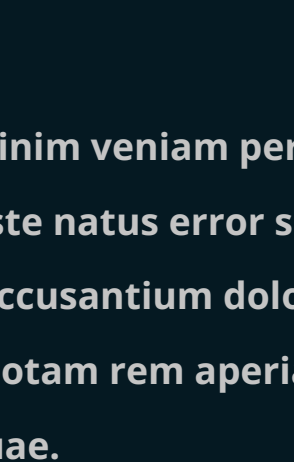 inim veniam per
ste natus error s
ccusantium dolo
otam rem aperia
uae.